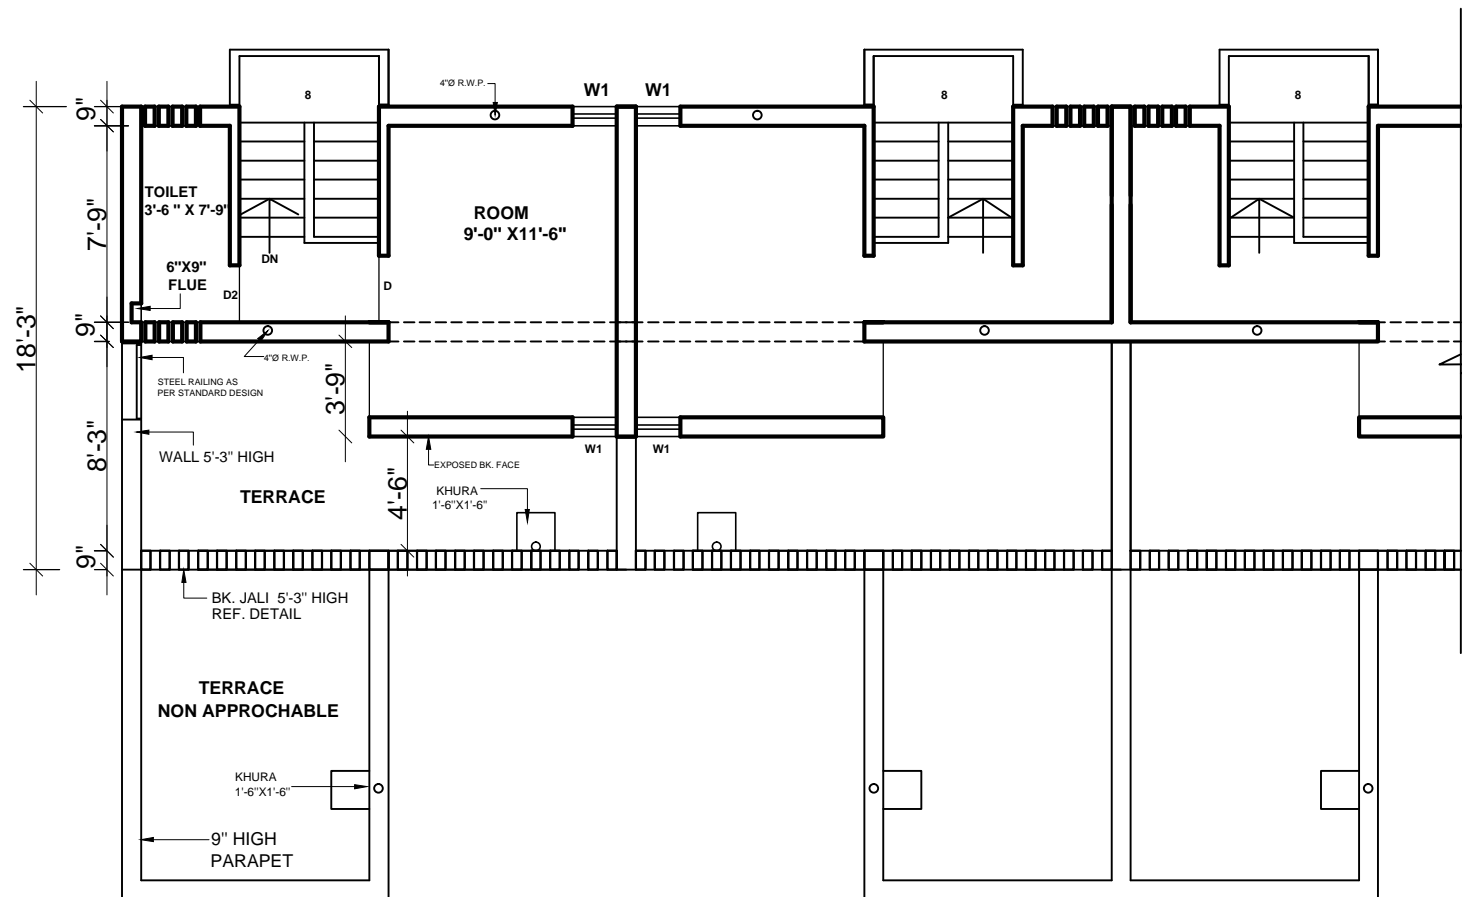 8
8
8
4"Ø R.W.P.
W1
W1
9"
TOILET
3'-6 " X 7'-9"
ROOM
9'-0" X11'-6"
7'-9"
DN
6"X9"
FLUE
D2
D
9"
18'-3"
4"Ø R.W.P.
STEEL RAILING AS
PER STANDARD DESIGN
3'-9"
8'-3"
WALL 5'-3" HIGH
W1
W1
EXPOSED BK. FACE
TERRACE
4'-6"
KHURA
1'-6"X1'-6"
9"
BK. JALI 5'-3" HIGH
REF. DETAIL
TERRACE
NON APPROCHABLE
KHURA
1'-6"X1'-6"
9" HIGH
PARAPET